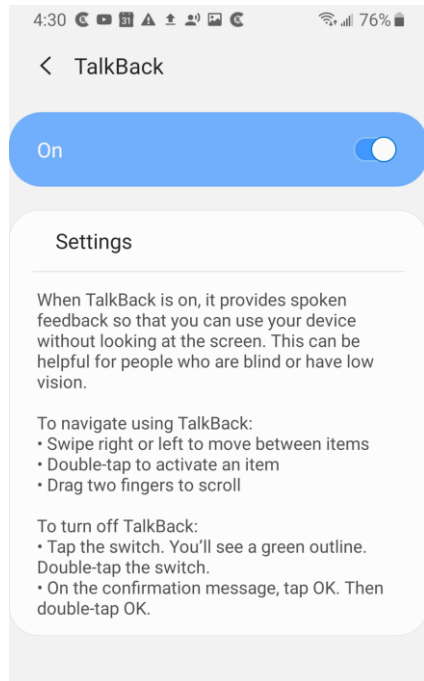 4:30
76%
TalkBack
On
Settings
When TalkBack is on, it provides spoken
feedback so that you can use your device
without looking at the screen. This can be
helpful for people who are blind or have low
vision.
To navigate using TalkBack:
• Swipe right or left to move between items
• Double-tap to activate an item
• Drag two fingers to scroll
To turn off TalkBack:
• Tap the switch. You’ll see a green outline.
Double-tap the switch.
• On the confirmation message, tap OK. Then
double-tap OK.